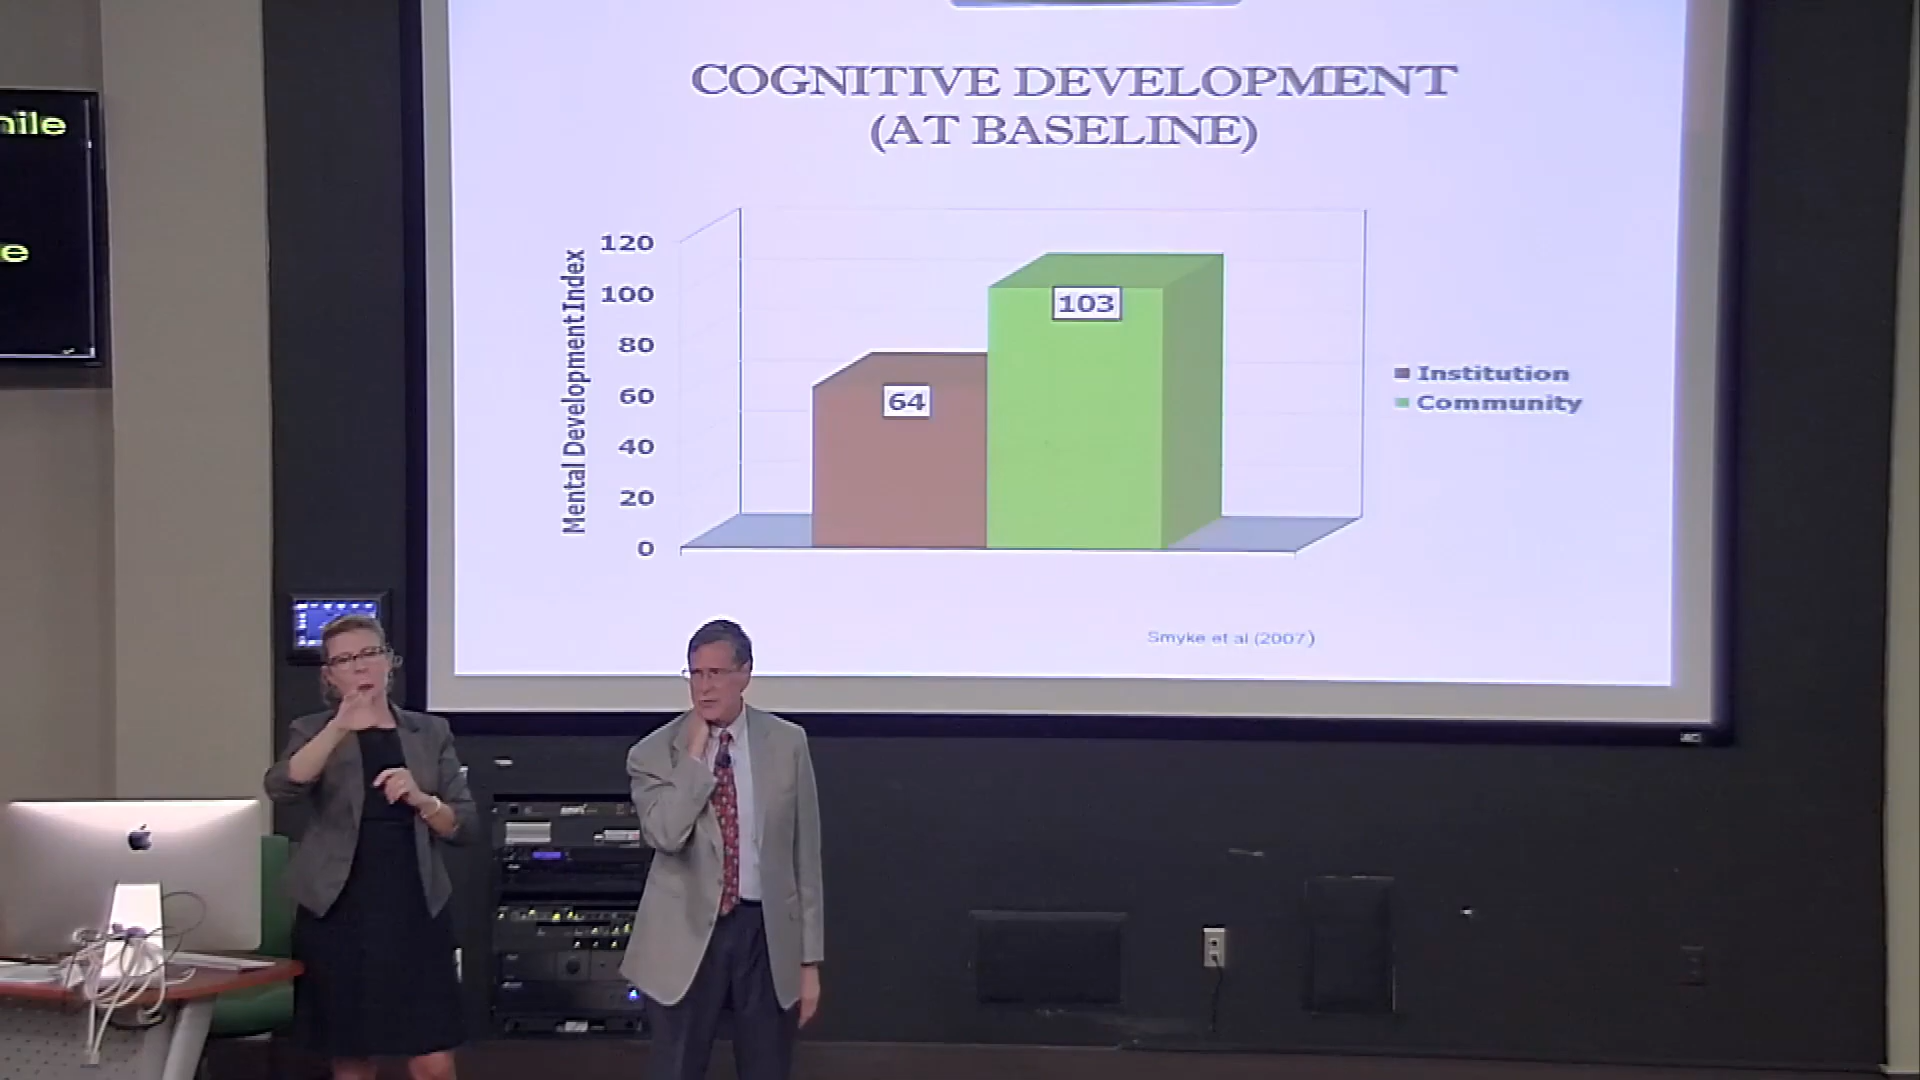 COGNITIVE DEVELOPMENT
(AT BASELINE)
Mental Development Index
120
100
80
60
40
20
0
64
103
Institution
Community
Smyke et al (2007)